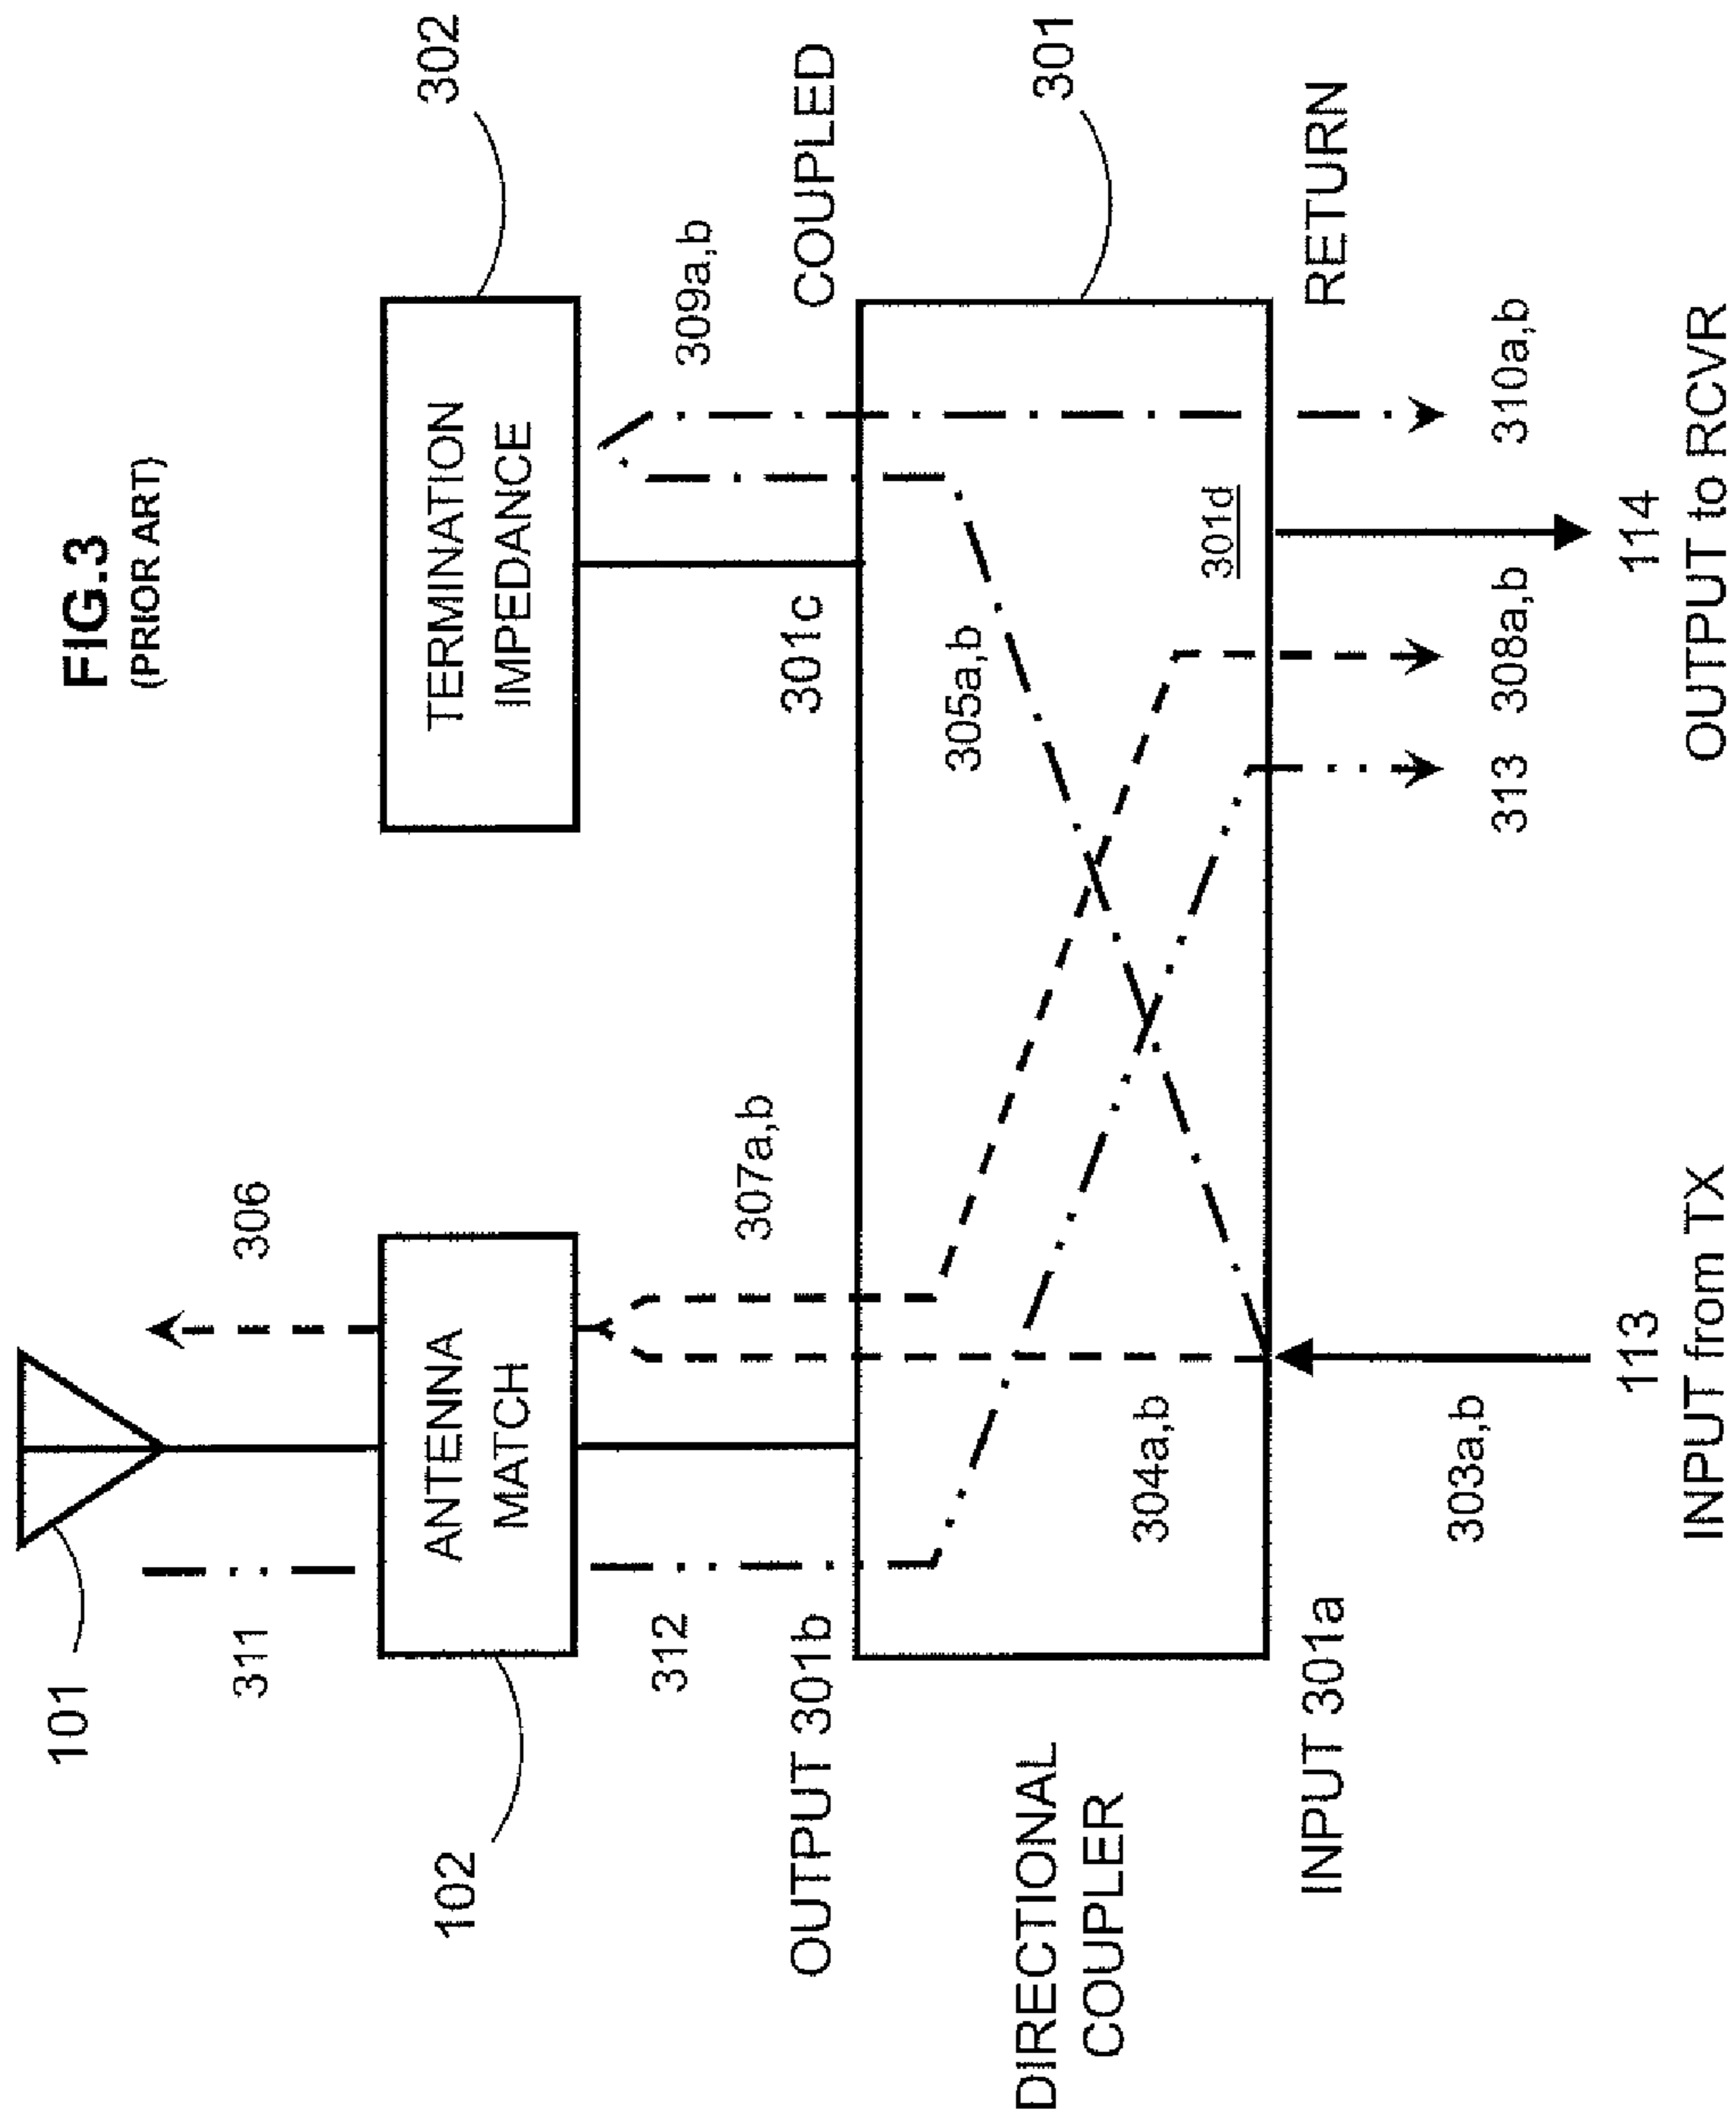 FIG.3
(PRIOR ART)
101
311
306
302
102
ANTENNA
MATCH
TERMINATION
IMPEDANCE
312
307a,b
309a,b
OUTPUT 301b
301c
COUPLED
DIRECTIONAL
COUPLER
305a,b
301
304a,b
301d
INPUT 301a
RETURN
303a,b
313
308a,b
310a,b
113
114
INPUT from TX
OUTPUT to RCVR